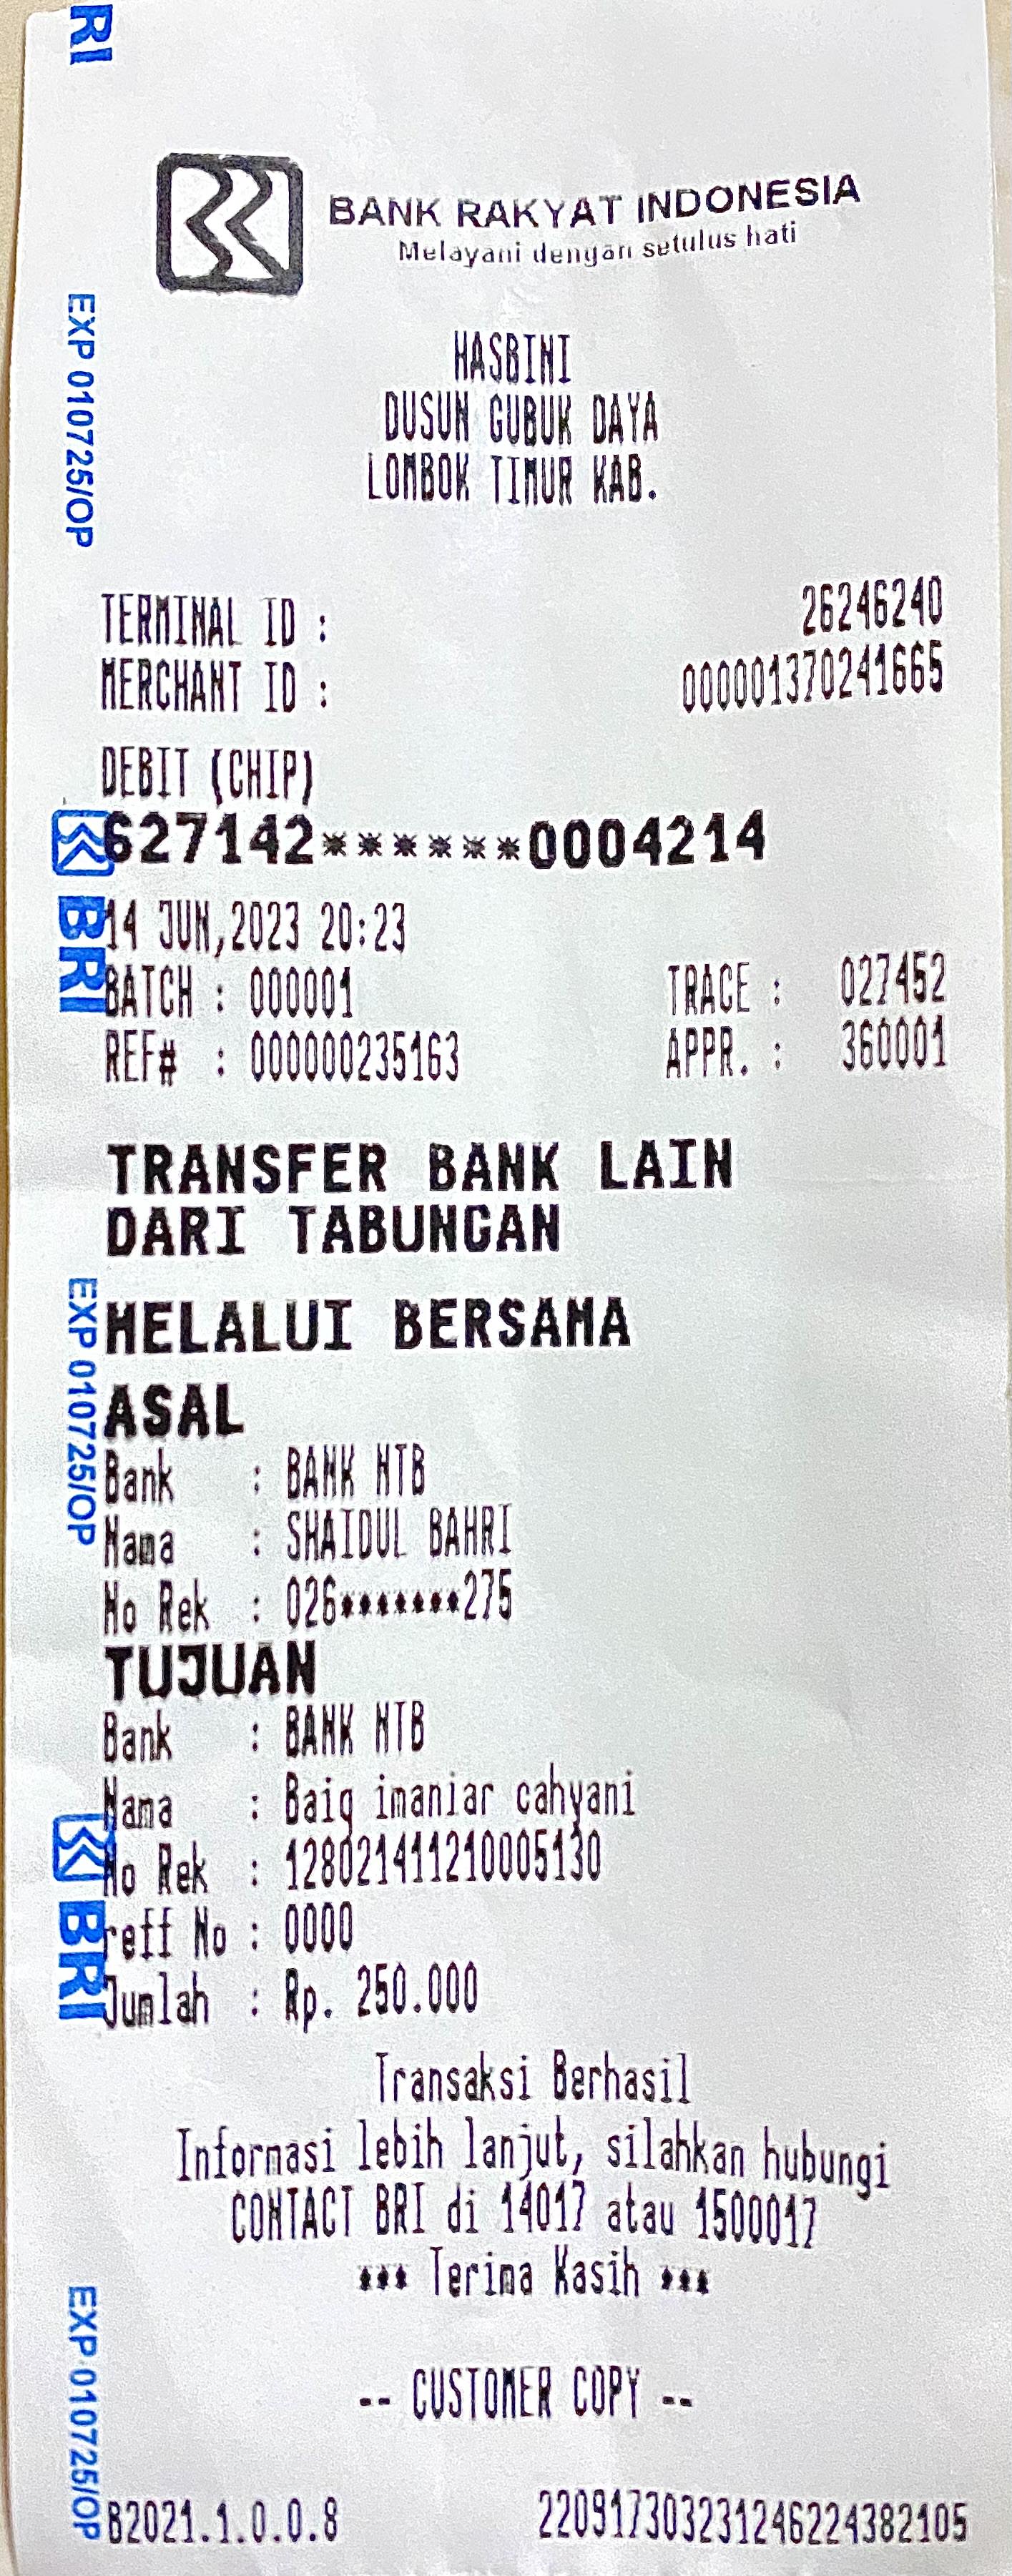 RI
BANK RAKYAT INDONESIA
Melayani dengan setulus hati
EXP 010725/OP
HASBINI
DUSUN GUBUK DAYA
LOMBOK TIMUR KAB.
TERMINAL ID : 26246240
MERCHANT ID : 000001370241665
DEBIT (CHIP)
627142******0004214
BRI
14 JUN,2023 20:23
BATCH : 000001 TRACE : 027452
REF# : 000000235163 APPR. : 360001
TRANSFER BANK LAIN
DARI TABUNGAN
MELALUI BERSAMA
EXP 010725/OP
ASAL
Bank : BANK NTB
Nama : SHAIDUL BAHRI
No Rek : 026*******275
TUJUAN
Bank : BANK NTB
Nama : Baiq imaniar cahyani
No Rek : 128021411210005130
BRI
reff No : 0000
Jumlah : Rp. 250.000
Transaksi Berhasil
Informasi lebih lanjut, silahkan hubungi
CONTACT BRI di 14017 atau 1500017
*** Terima Kasih ***
EXP 010725/OP
-- CUSTOMER COPY --
B2021.1.0.0.8 220917303231246224382105